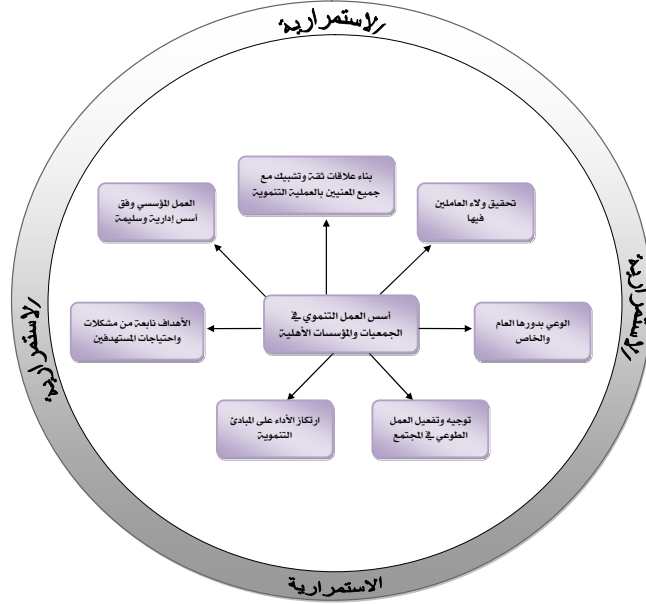 الاستمرارية
بناء علاقات ثقة وتشبيك مع
جميع المعنيين بالعملية التنموية
تحقيق ولاء العاملين
فيها
العمل المؤسسي وفق
أسس إدارية وسليمة
الاستمرارية
الاستمرارية
أسس العمل التنموي في
الجمعيات والمؤسسات الأهلية
الوعي بدورها العام
والخاص
الأهداف نابعة من مشكلات
واحتياجات المستهدفين
توجيه وتفعيل العمل
الطوعي في المجتمع
ارتكاز الأداء على المبادئ
التنموية
الاستمرارية